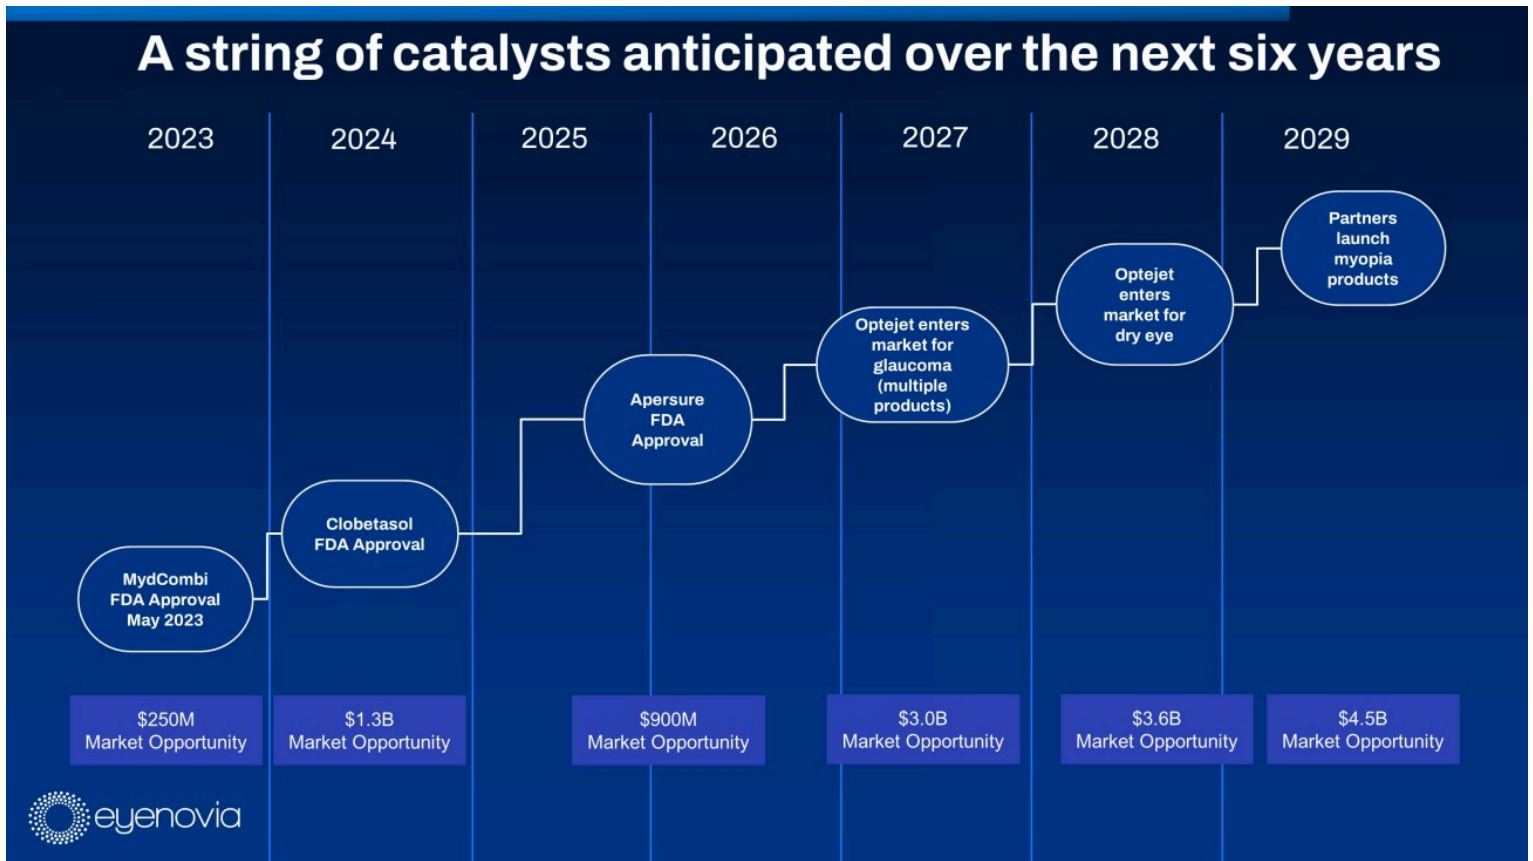 A string of catalysts anticipated over the next six years
2023
2024
2025
2026
2027
2028
2029
MydCombi
FDA Approval
May 2023
Clobetasol
FDA Approval
Apersure
FDA
Approval
Optejet enters
market for
glaucoma
(multiple
products)
Optejet
enters
market for
dry eye
Partners
launch
myopia
products
$250M
Market Opportunity
$1.3B
Market Opportunity
$900M
Market Opportunity
$3.0B
Market Opportunity
$3.6B
Market Opportunity
$4.5B
Market Opportunity
eyenovia